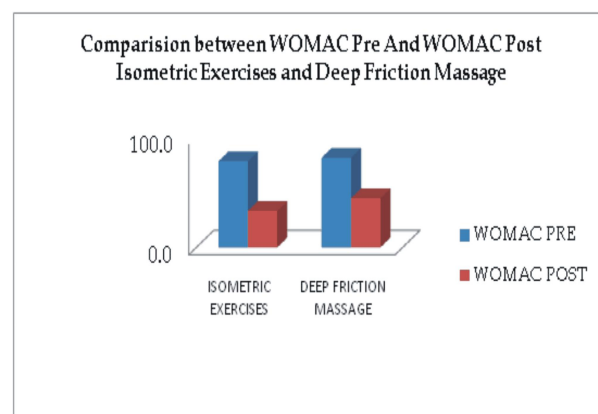 Comparision between WOMAC Pre And WOMAC Post
Isometric Exercises and Deep Friction Massage
100.0
0.0
ISOMETRIC
EXERCISES
DEEP FRICTION
MASSAGE
WOMAC PRE
WOMAC POST